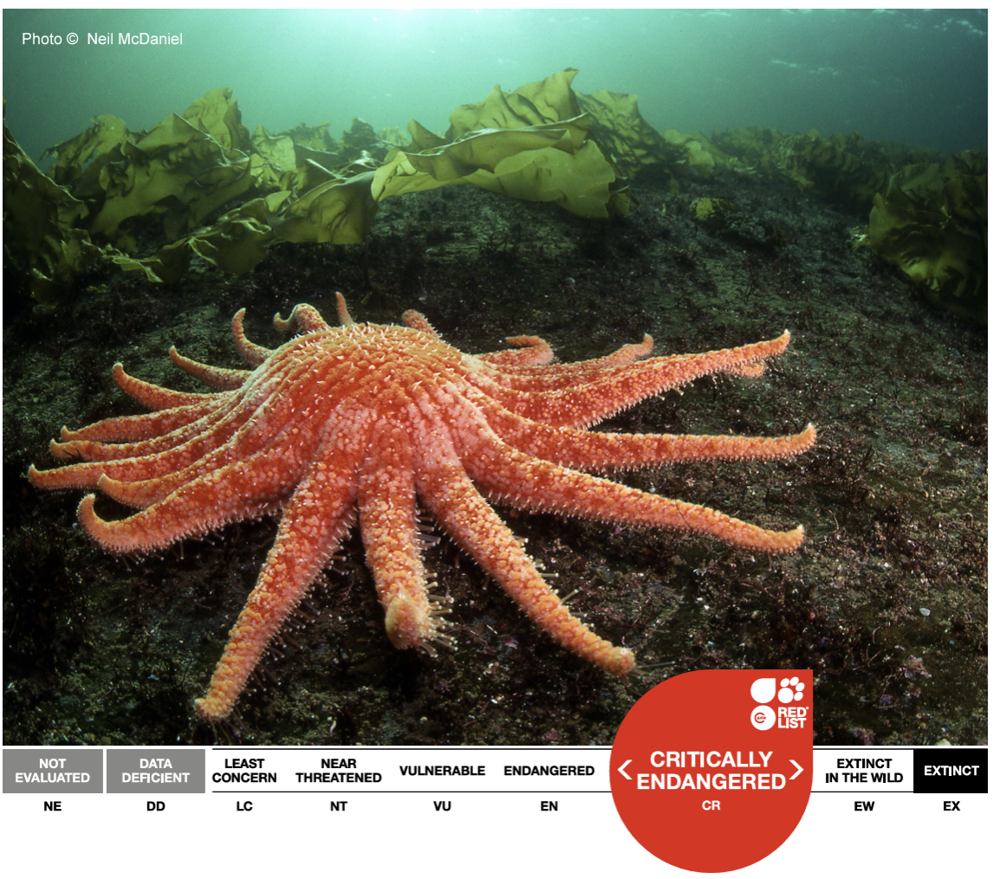 Photo © Neil McDaniel
RED
LIST
NOT
EVALUATED
DATA
DEFICIENT
LEAST
CONCERN
NEAR
THREATENED
VULNERABLE
ENDANGERED
CRITICALLY
ENDANGERED
EXTINCT
IN THE WILD
EXTINCT
NE
DD
LC
NT
VU
EN
CR
EW
EX